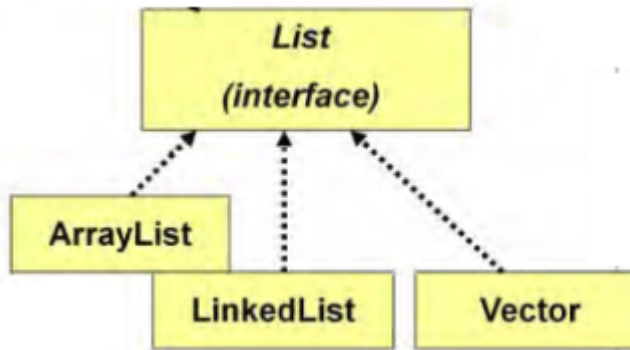 List
(interface)
ArrayList
LinkedList
Vector